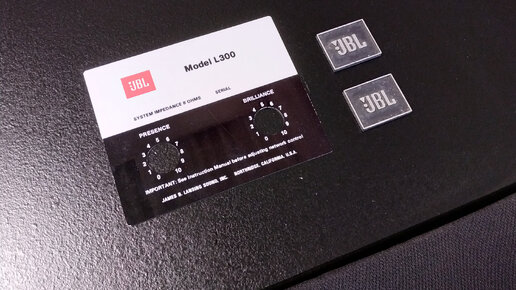 JBL
Model L300
SYSTEM IMPEDANCE 8 OHMS SERIAL
PRESENCE
0 1 2 3 4 5 6 7 8 9 10
BRILLIANCE
0 1 2 3 4 5 6 7 8 9 10
IMPORTANT: See Instruction Manual before adjusting network control
JAMES B. LANSING SOUND, INC. NORTHRIDGE, CALIFORNIA, U.S.A.
JBL
JBL